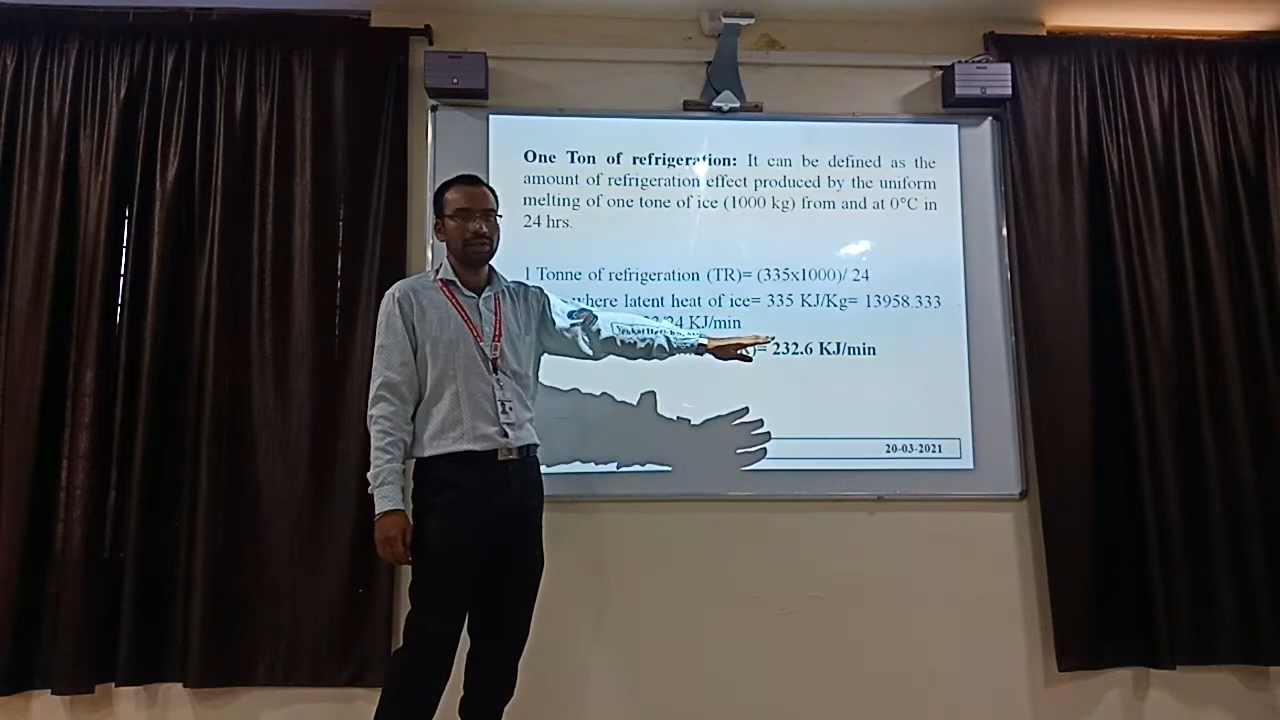 One Ton of refrigeration: It can be defined as the
amount of refrigeration effect produced by the uniform
melting of one tone of ice (1000 kg) from and at 0°C in
24 hrs.
1 Tonne of refrigeration (TR)= (335x1000)/ 24
where latent heat of ice= 335 KJ/Kg= 13958.333
/24 KJ/min
)= 232.6 KJ/min
20-03-2021